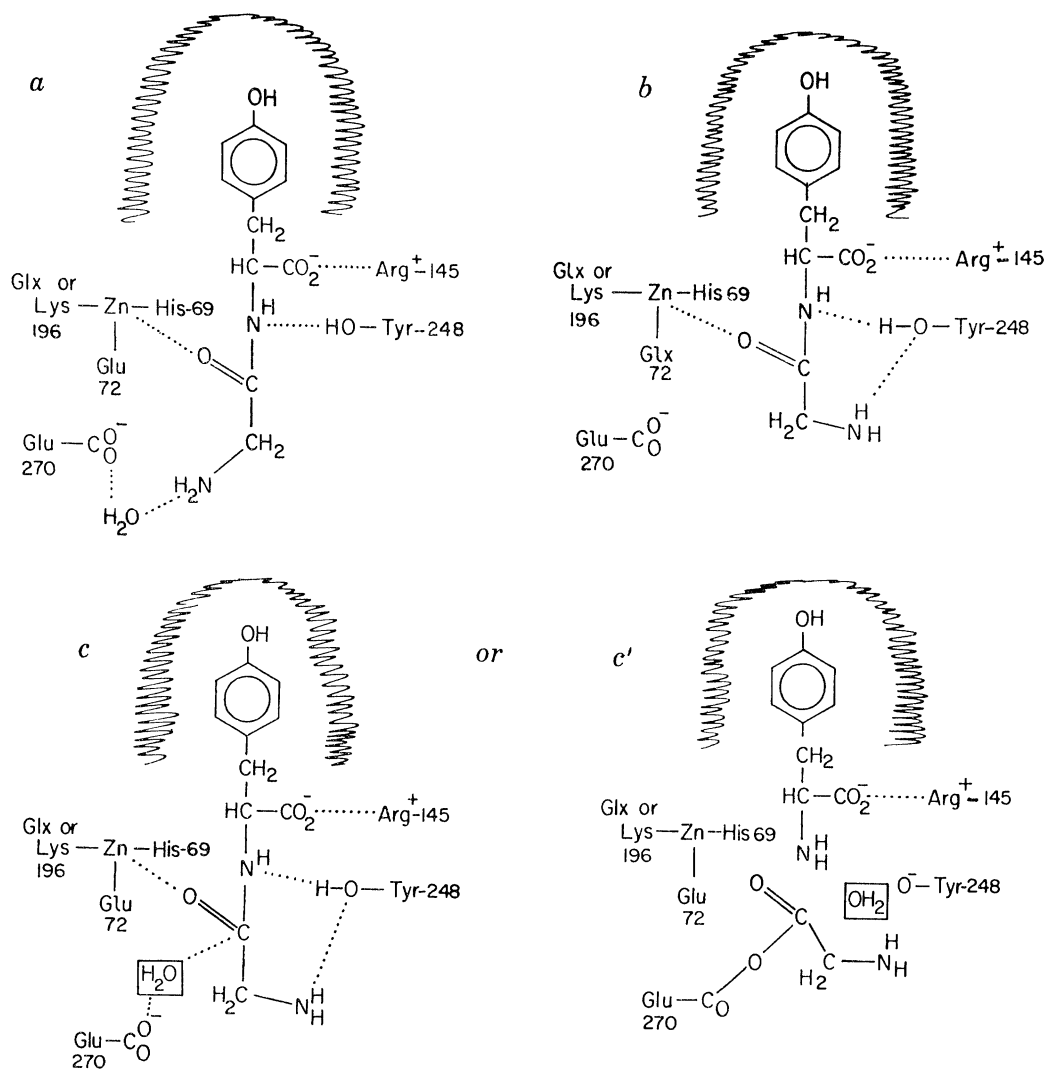 a
OH
CH2
HC—CO2− Arg+–145
Glx or
Lys—Zn—His-69
196
H
N HO—Tyr–248
O
Glu
72
C
Glu—C O−
O
270
CH2
H2N
H2O
b
OH
CH2
HC—CO2− Arg+–145
Glx or
Lys—Zn—His 69
196
H
N H—O—Tyr–248
O
Glx
72
C
H
H2C—NH
Glu—C O−
O
270
c
OH
CH2
HC—CO2− Arg+–145
Glx or
Lys—Zn—His-69
196
H
N H—O—Tyr–248
O
Glu
72
C
H2O
H
H2C—NH
O−
Glu—C O
270
or
c'
OH
CH2
HC—CO2− Arg+–145
Glx or
Lys—Zn—His 69
196
H
NH
O
Glu
72
OH2 O−–Tyr-248
C
O
H
C—NH
H2
Glu—C O
270